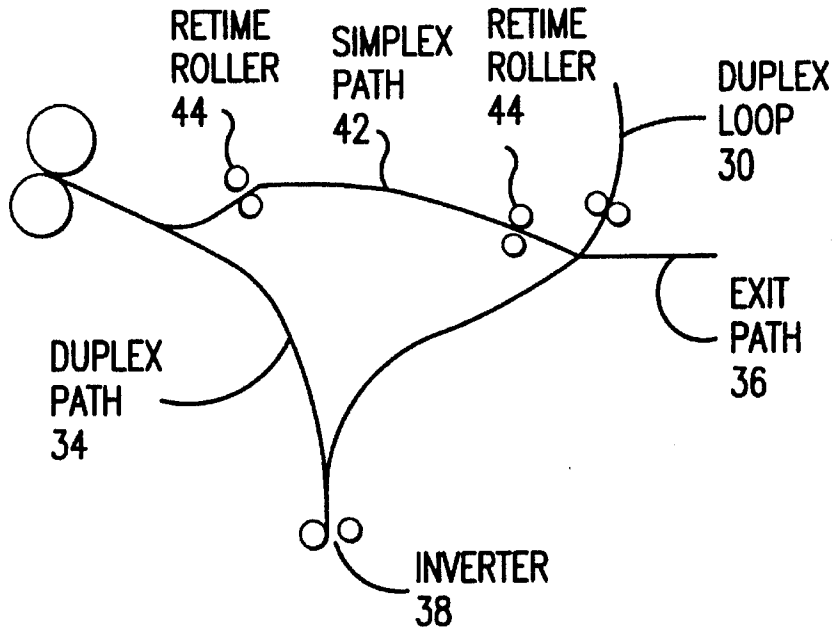 RETIME
ROLLER
44
SIMPLEX
PATH
42
RETIME
ROLLER
44
DUPLEX
LOOP
30
EXIT
PATH
36
DUPLEX
PATH
34
INVERTER
38